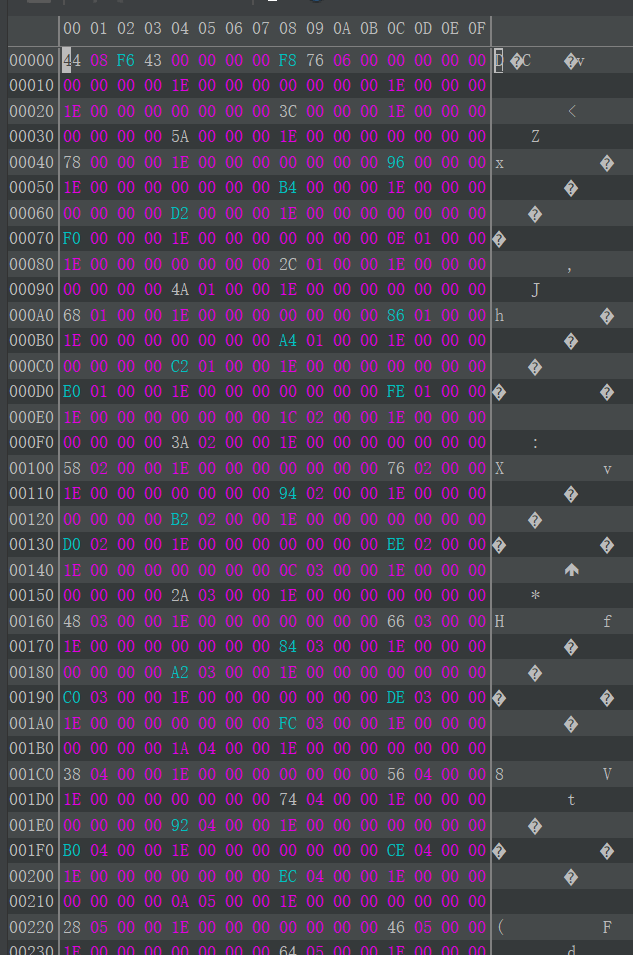 00 01 02 03 04 05 06 07 08 09 0A 0B 0C 0D 0E 0F
00000 44 08 F6 43 00 00 00 00 F8 76 06 00 00 00 00 00 D�C �v
00010 00 00 00 00 1E 00 00 00 00 00 00 00 1E 00 00 00
00020 1E 00 00 00 00 00 00 00 3C 00 00 00 1E 00 00 00 <
00030 00 00 00 00 5A 00 00 00 1E 00 00 00 00 00 00 00 Z
00040 78 00 00 00 1E 00 00 00 00 00 00 00 96 00 00 00 x �
00050 1E 00 00 00 00 00 00 00 B4 00 00 00 1E 00 00 00 �
00060 00 00 00 00 D2 00 00 00 1E 00 00 00 00 00 00 00 �
00070 F0 00 00 00 1E 00 00 00 00 00 00 00 0E 01 00 00 �
00080 1E 00 00 00 00 00 00 00 2C 01 00 00 1E 00 00 00 ,
00090 00 00 00 00 4A 01 00 00 1E 00 00 00 00 00 00 00 J
000A0 68 01 00 00 1E 00 00 00 00 00 00 00 86 01 00 00 h �
000B0 1E 00 00 00 00 00 00 00 A4 01 00 00 1E 00 00 00 �
000C0 00 00 00 00 C2 01 00 00 1E 00 00 00 00 00 00 00 �
000D0 E0 01 00 00 1E 00 00 00 00 00 00 00 FE 01 00 00 � �
000E0 1E 00 00 00 00 00 00 00 1C 02 00 00 1E 00 00 00
000F0 00 00 00 00 3A 02 00 00 1E 00 00 00 00 00 00 00 :
00100 58 02 00 00 1E 00 00 00 00 00 00 00 76 02 00 00 X v
00110 1E 00 00 00 00 00 00 00 94 02 00 00 1E 00 00 00 �
00120 00 00 00 00 B2 02 00 00 1E 00 00 00 00 00 00 00 �
00130 D0 02 00 00 1E 00 00 00 00 00 00 00 EE 02 00 00 � �
00140 1E 00 00 00 00 00 00 00 0C 03 00 00 1E 00 00 00
00150 00 00 00 00 2A 03 00 00 1E 00 00 00 00 00 00 00 *
00160 48 03 00 00 1E 00 00 00 00 00 00 00 66 03 00 00 H f
00170 1E 00 00 00 00 00 00 00 84 03 00 00 1E 00 00 00 �
00180 00 00 00 00 A2 03 00 00 1E 00 00 00 00 00 00 00 �
00190 C0 03 00 00 1E 00 00 00 00 00 00 00 DE 03 00 00 � �
001A0 1E 00 00 00 00 00 00 00 FC 03 00 00 1E 00 00 00 �
001B0 00 00 00 00 1A 04 00 00 1E 00 00 00 00 00 00 00
001C0 38 04 00 00 1E 00 00 00 00 00 00 00 56 04 00 00 8 V
001D0 1E 00 00 00 00 00 00 00 74 04 00 00 1E 00 00 00 t
001E0 00 00 00 00 92 04 00 00 1E 00 00 00 00 00 00 00 �
001F0 B0 04 00 00 1E 00 00 00 00 00 00 00 CE 04 00 00 � �
00200 1E 00 00 00 00 00 00 00 EC 04 00 00 1E 00 00 00 �
00210 00 00 00 00 0A 05 00 00 1E 00 00 00 00 00 00 00
00220 28 05 00 00 1E 00 00 00 00 00 00 00 46 05 00 00 ( F
00230 1E 00 00 00 00 00 00 00 64 05 00 00 1E 00 00 00 d